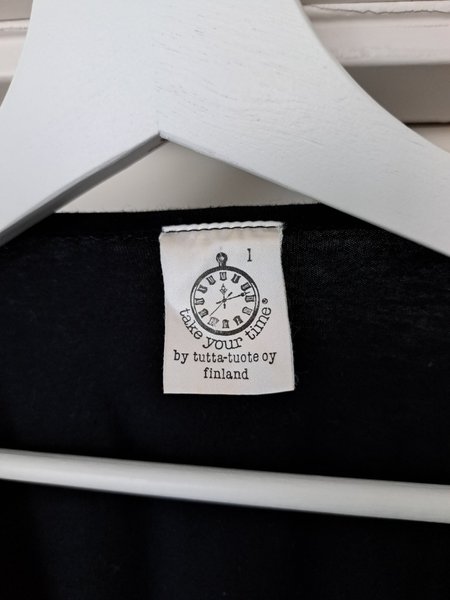 1
take your time®
by tutta-tuote oy
finland